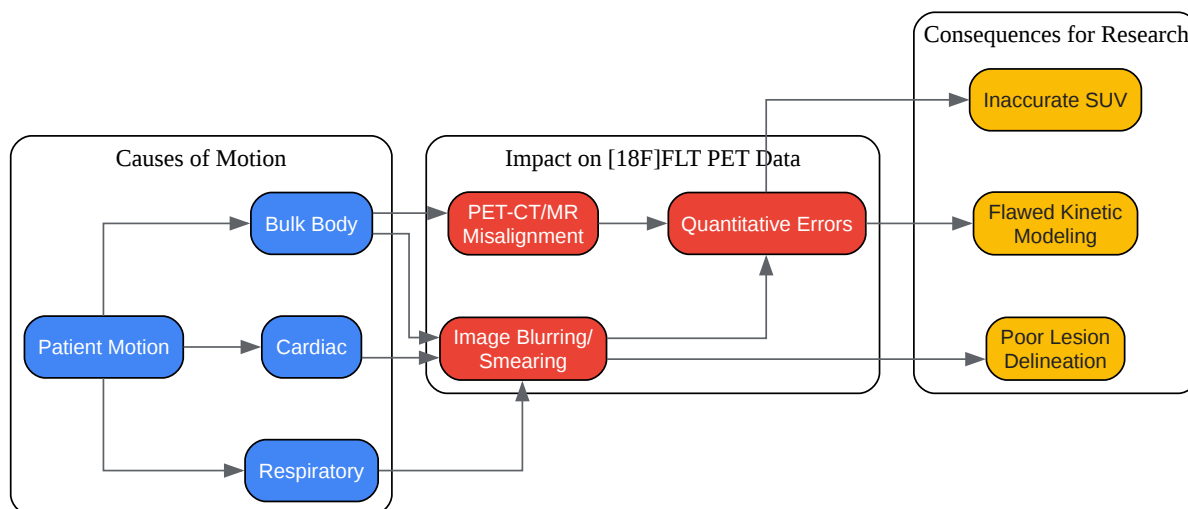 Causes of Motion
Patient Motion
Bulk Body
Cardiac
Respiratory
Impact on [18F]FLT PET Data
PET-CT/MR
Misalignment
Quantitative Errors
Image Blurring/
Smearing
Consequences for Research
Inaccurate SUV
Flawed Kinetic
Modeling
Poor Lesion
Delineation